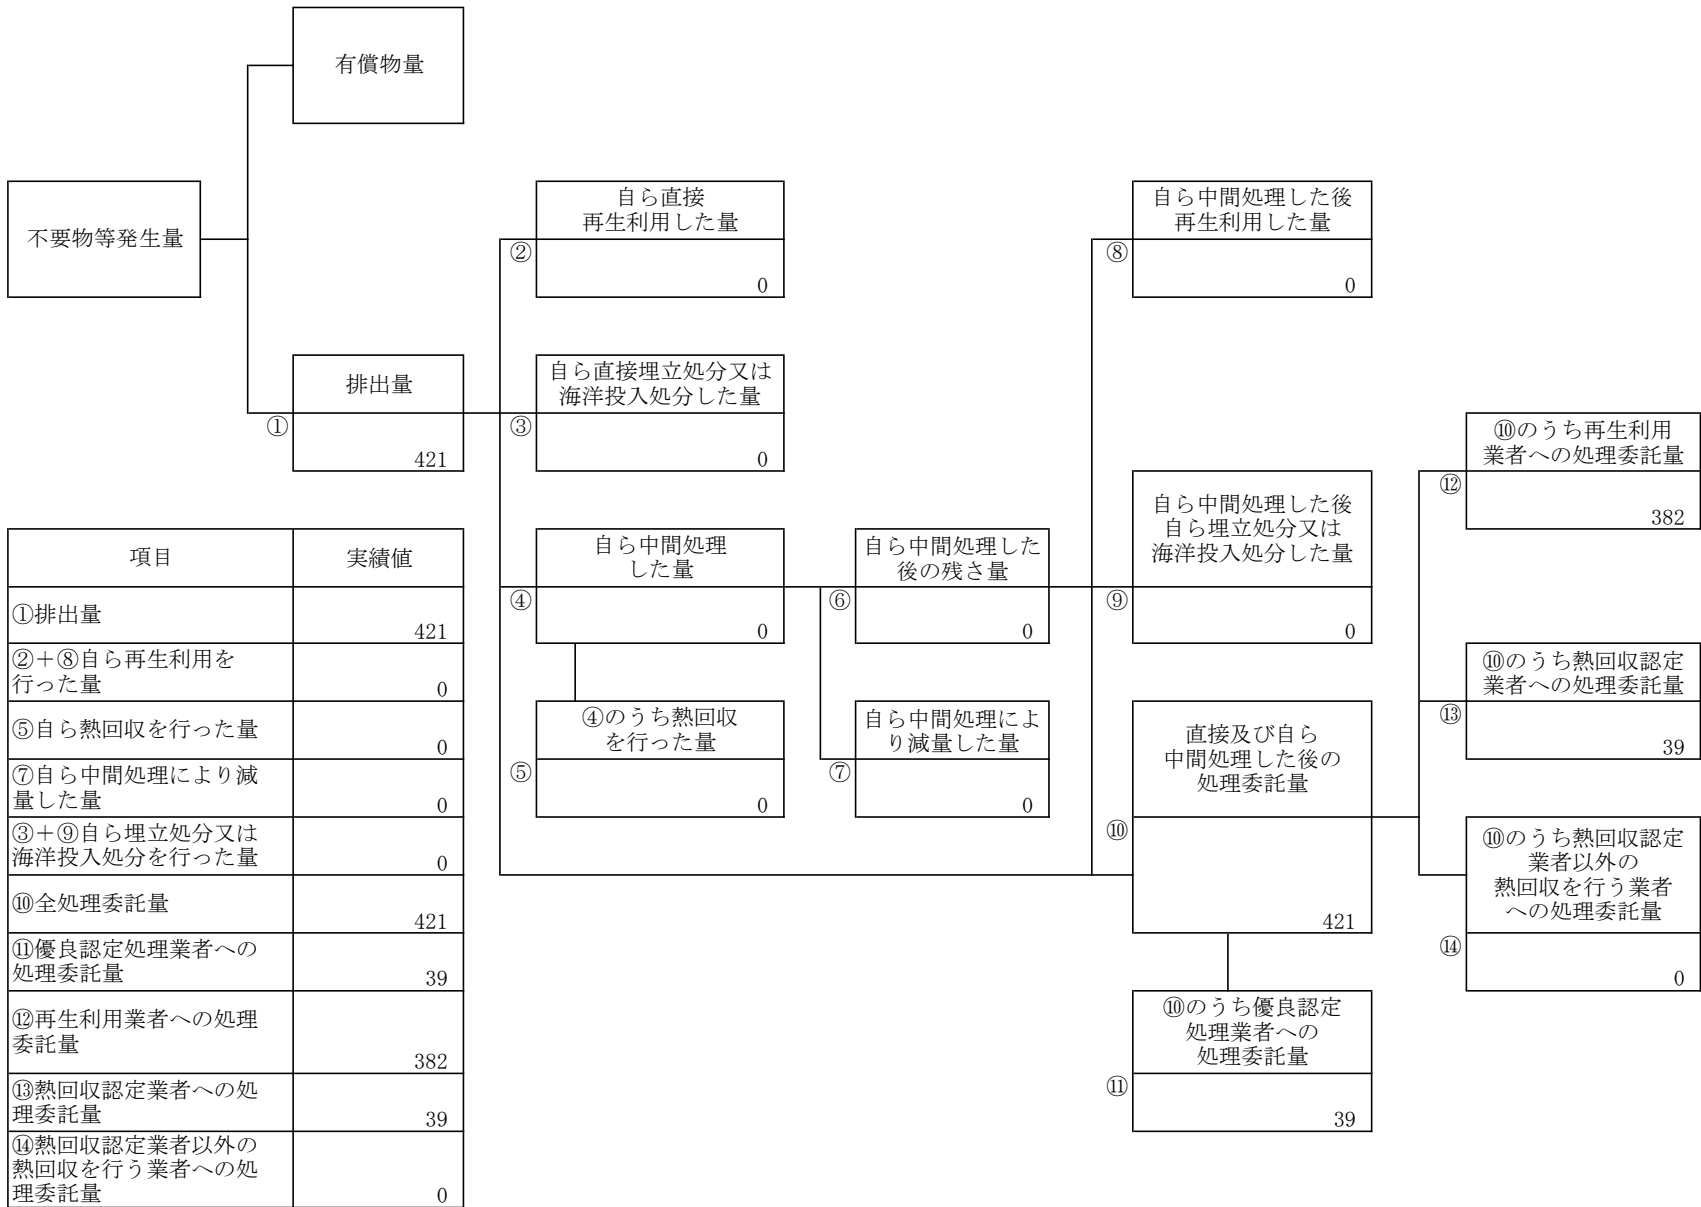 有償物量
不要物等発生量
自ら直接
再生利用した量
②
0
自ら中間処理した後
再生利用した量
⑧
0
排出量
①
421
自ら直接埋立処分又は
海洋投入処分した量
③
0
⑩のうち再生利用
業者への処理委託量
⑫
382
自ら中間処理した後
自ら埋立処分又は
海洋投入処分した量
⑨
0
自ら中間処理
した量
④
0
自ら中間処理した
後の残さ量
⑥
0
⑩のうち熱回収認定
業者への処理委託量
⑬
39
④のうち熱回収
を行った量
⑤
0
自ら中間処理によ
り減量した量
⑦
0
直接及び自ら
中間処理した後の
処理委託量
⑩
421
⑩のうち熱回収認定
業者以外の
熱回収を行う業者
への処理委託量
⑭
0
⑩のうち優良認定
処理業者への
処理委託量
⑪
39
項目 実績値
①排出量
421
②＋⑧自ら再生利用を
行った量 0
⑤自ら熱回収を行った量
0
⑦自ら中間処理により減
量した量 0
③＋⑨自ら埋立処分又は
海洋投入処分を行った量 0
⑩全処理委託量
421
⑪優良認定処理業者への
処理委託量 39
⑫再生利用業者への処理
委託量
382
⑬熱回収認定業者への処
理委託量 39
⑭熱回収認定業者以外の
熱回収を行う業者への処
理委託量 0